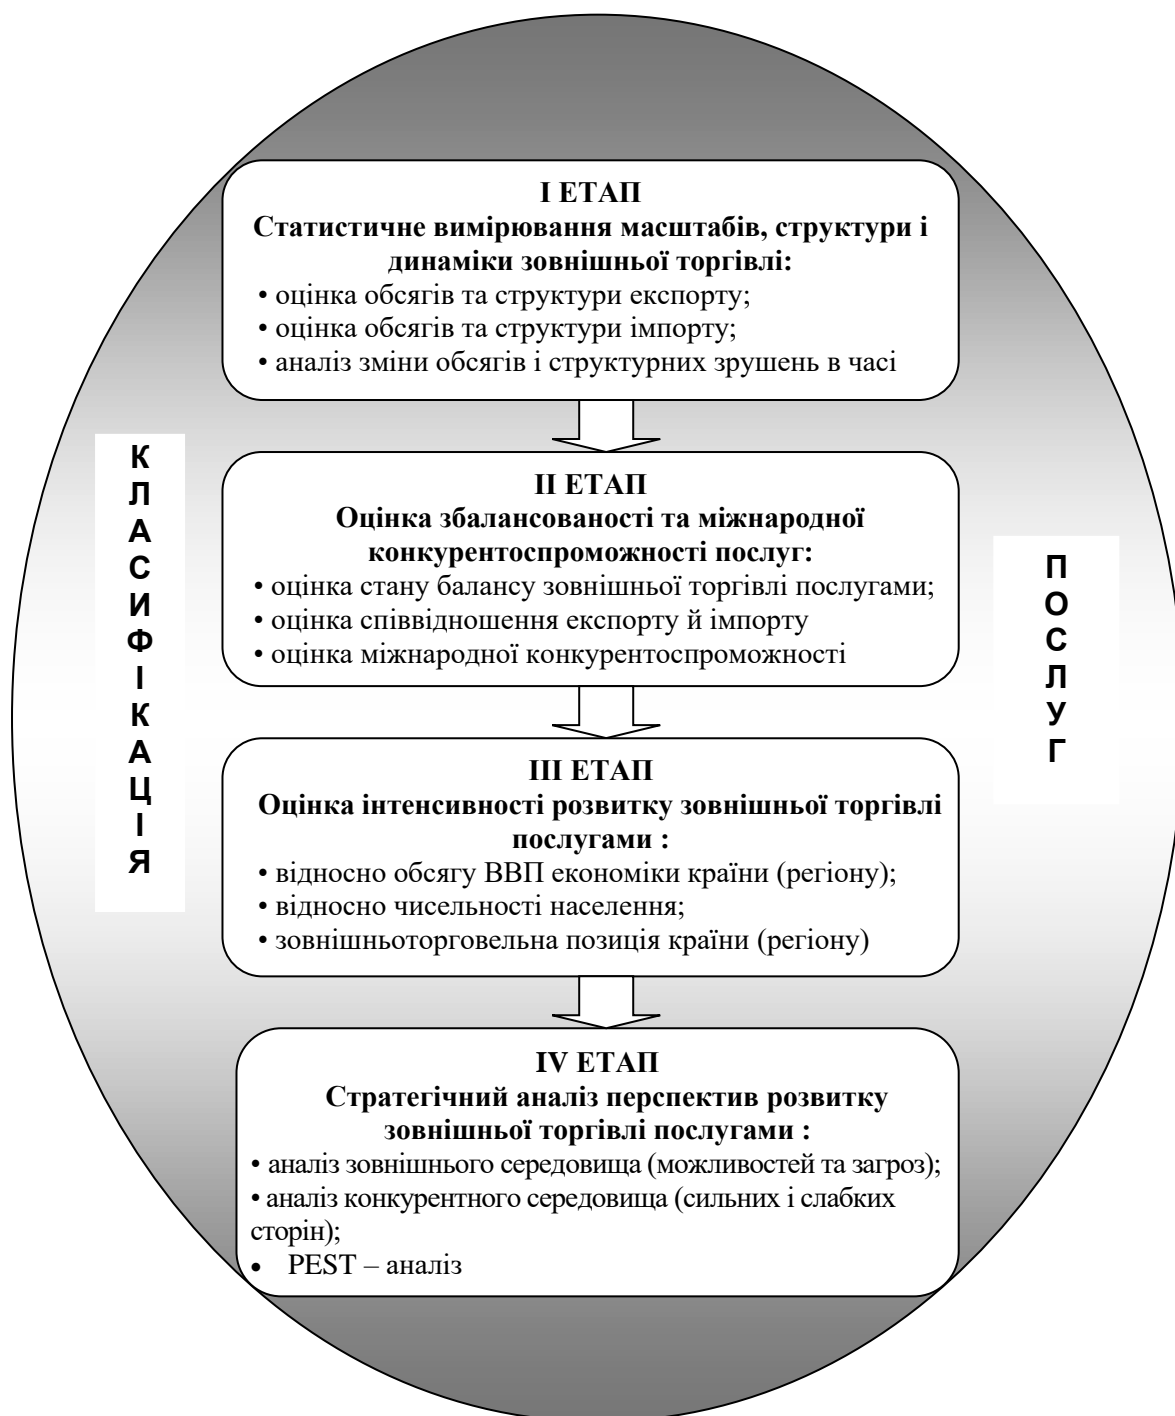 І ЕТАП
Статистичне вимірювання масштабів, структури і
динаміки зовнішньої торгівлі:
• оцінка обсягів та структури експорту;
• оцінка обсягів та структури імпорту;
• аналіз зміни обсягів і структурних зрушень в часі
КЛАСИФІКАЦІЯ
ІІ ЕТАП
Оцінка збалансованості та міжнародної
конкурентоспроможності послуг:
• оцінка стану балансу зовнішньої торгівлі послугами;
• оцінка співвідношення експорту й імпорту
• оцінка міжнародної конкурентоспроможності
ПОСЛУГ
ІІІ ЕТАП
Оцінка інтенсивності розвитку зовнішньої торгівлі
послугами :
• відносно обсягу ВВП економіки країни (регіону);
• відносно чисельності населення;
• зовнішньоторговельна позиція країни (регіону)
IV ЕТАП
Стратегічний аналіз перспектив розвитку
зовнішньої торгівлі послугами :
• аналіз зовнішнього середовища (можливостей та загроз);
• аналіз конкурентного середовища (сильних і слабких
сторін);
• PEST – аналіз